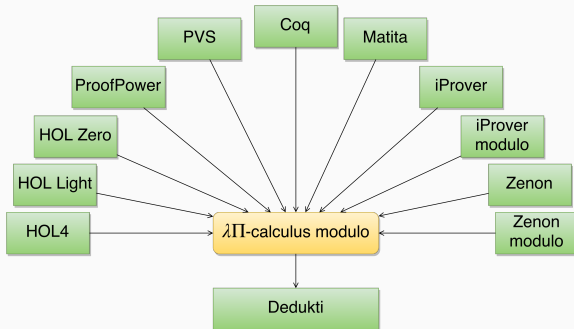 Coq
PVS
Matita
ProofPower
iProver
HOL Zero
iProver
modulo
HOL Light
Zenon
HOL4
λΠ-calculus modulo
Zenon
modulo
Dedukti